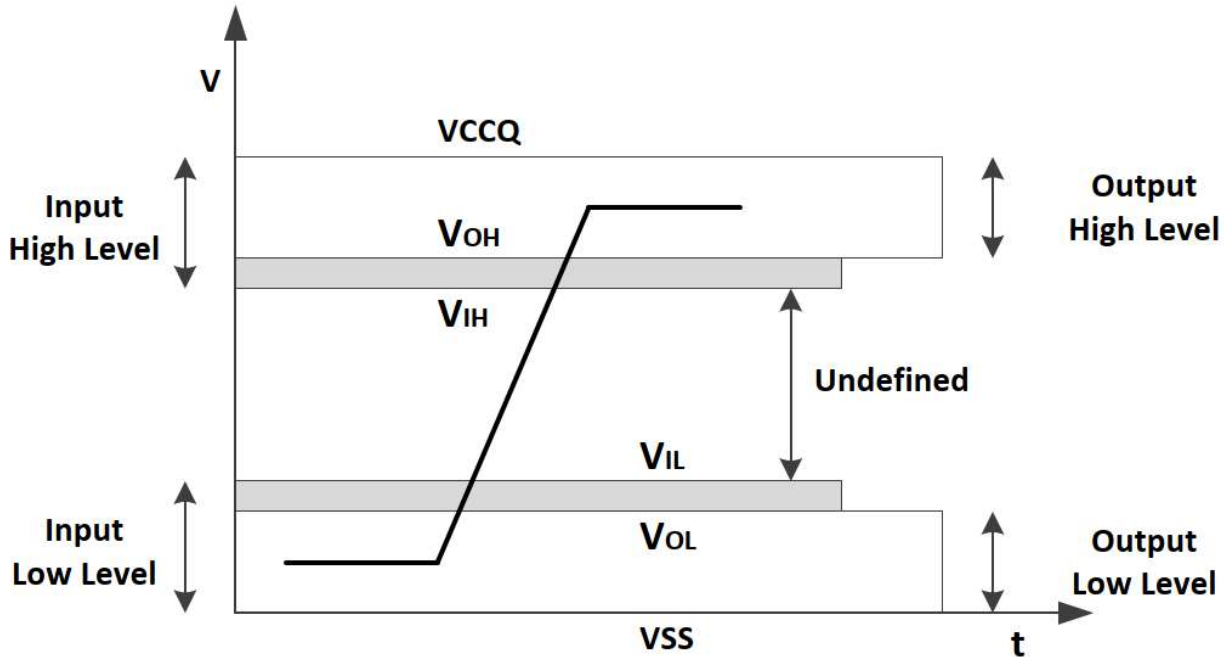 V
VCCQ
Input
High Level
Output
High Level
VOH
VIH
Undefined
VIL
Input
Low Level
VOL
Output
Low Level
VSS
t